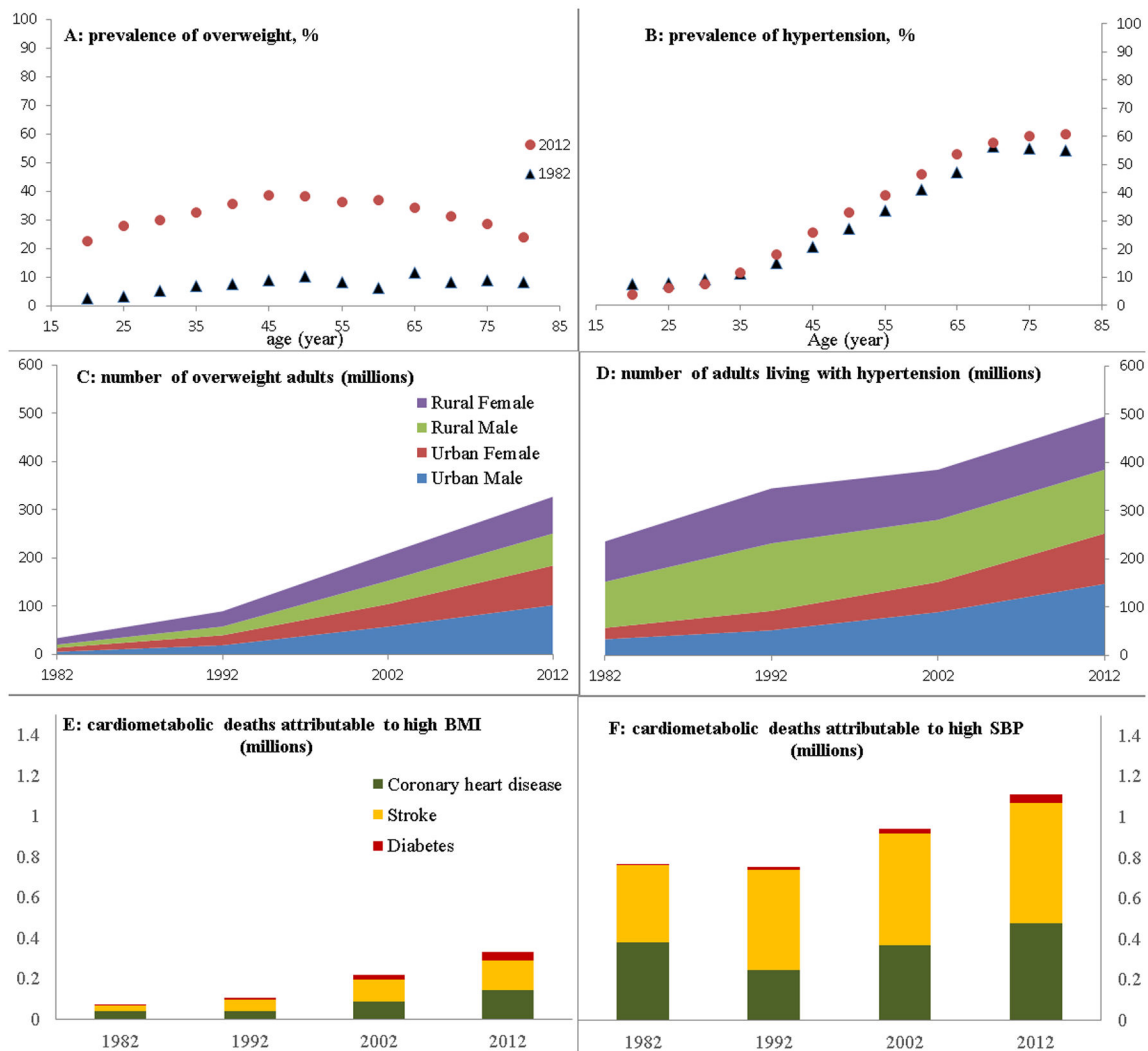 A: prevalence of overweight, %
100
90
80
70
60
50
40
30
20
10
0
2012
1982
15 25 35 45 55 65 75 85
age (year)
B: prevalence of hypertension, %
100
90
80
70
60
50
40
30
20
10
0
15 25 35 45 55 65 75 85
Age (year)
C: number of overweight adults (millions)
600
500
400
300
200
100
0
Rural Female
Rural Male
Urban Female
Urban Male
1982 1992 2002 2012
D: number of adults living with hypertension (millions)
600
500
400
300
200
100
0
1982 1992 2002 2012
E: cardiometabolic deaths attributable to high BMI
(millions)
1.4
1.2
1
0.8
0.6
0.4
0.2
0
Coronary heart disease
Stroke
Diabetes
1982 1992 2002 2012
F: cardiometabolic deaths attributable to high SBP
(millions)
1.4
1.2
1
0.8
0.6
0.4
0.2
0
1982 1992 2002 2012